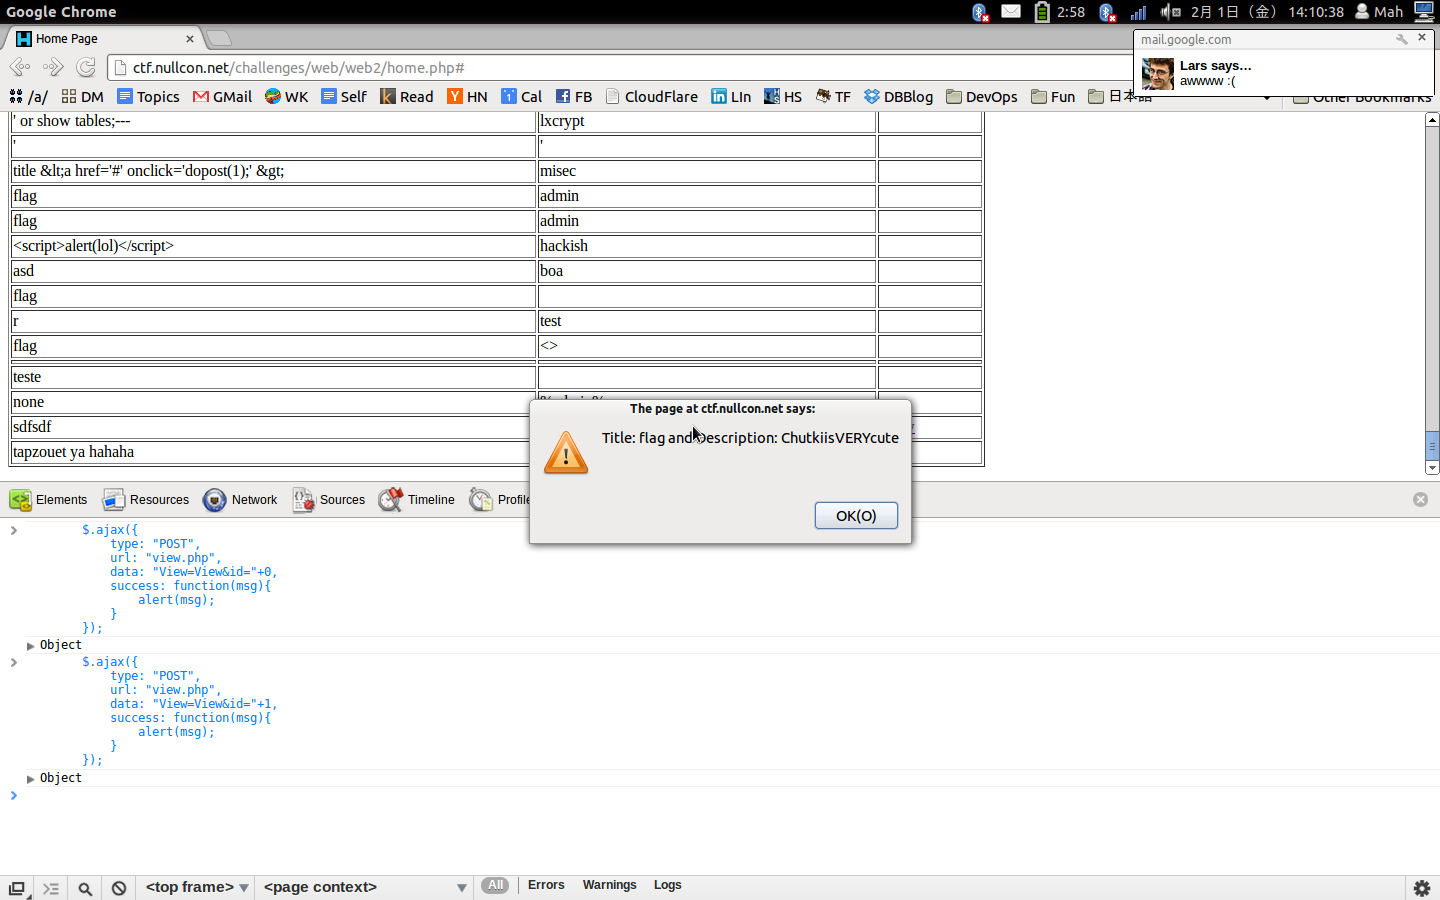 Google Chrome
2:58
2月 1日 （金） 14:10:38
Mah
Home Page
ctf.nullcon.net/challenges/web/web2/home.php#
mail.google.com
Lars says...
awwww :(
/a/ DM Topics GMail WK Self Read HN Cal FB CloudFlare LIn HS TF DBBlog DevOps Fun 日本語 Other Bookmarks
' or show tables;--- lxcrypt
' '
title &lt;a href='#' onclick='dopost(1);' &gt; misec
flag admin
flag admin
<script>alert(lol)</script> hackish
asd boa
flag
r test
flag <>
teste
none
sdfsdf
tapzouet ya hahaha
The page at ctf.nullcon.net says:
Title: flag and Description: ChutkiisVERYcute
OK(O)
Elements Resources Network Sources Timeline
$.ajax({
type: "POST",
url: "view.php",
data: "View=View&id="+0,
success: function(msg){
alert(msg);
}
});
Object
$.ajax({
type: "POST",
url: "view.php",
data: "View=View&id="+1,
success: function(msg){
alert(msg);
}
});
Object
<top frame> <page context> All Errors Warnings Logs